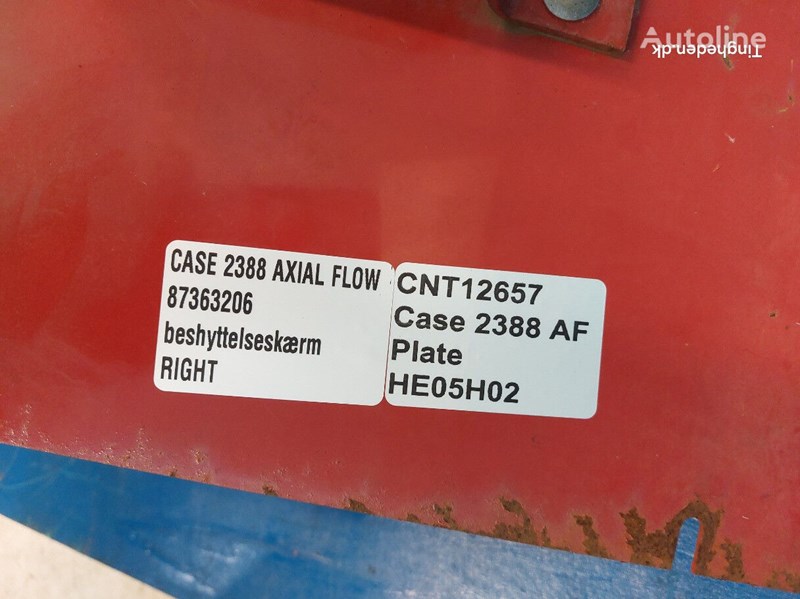 Autoline
Tingheden.dk
CASE 2388 AXIAL FLOW
87363206
beshyttelseskærm
RIGHT
CNT12657
Case 2388 AF
Plate
HE05H02